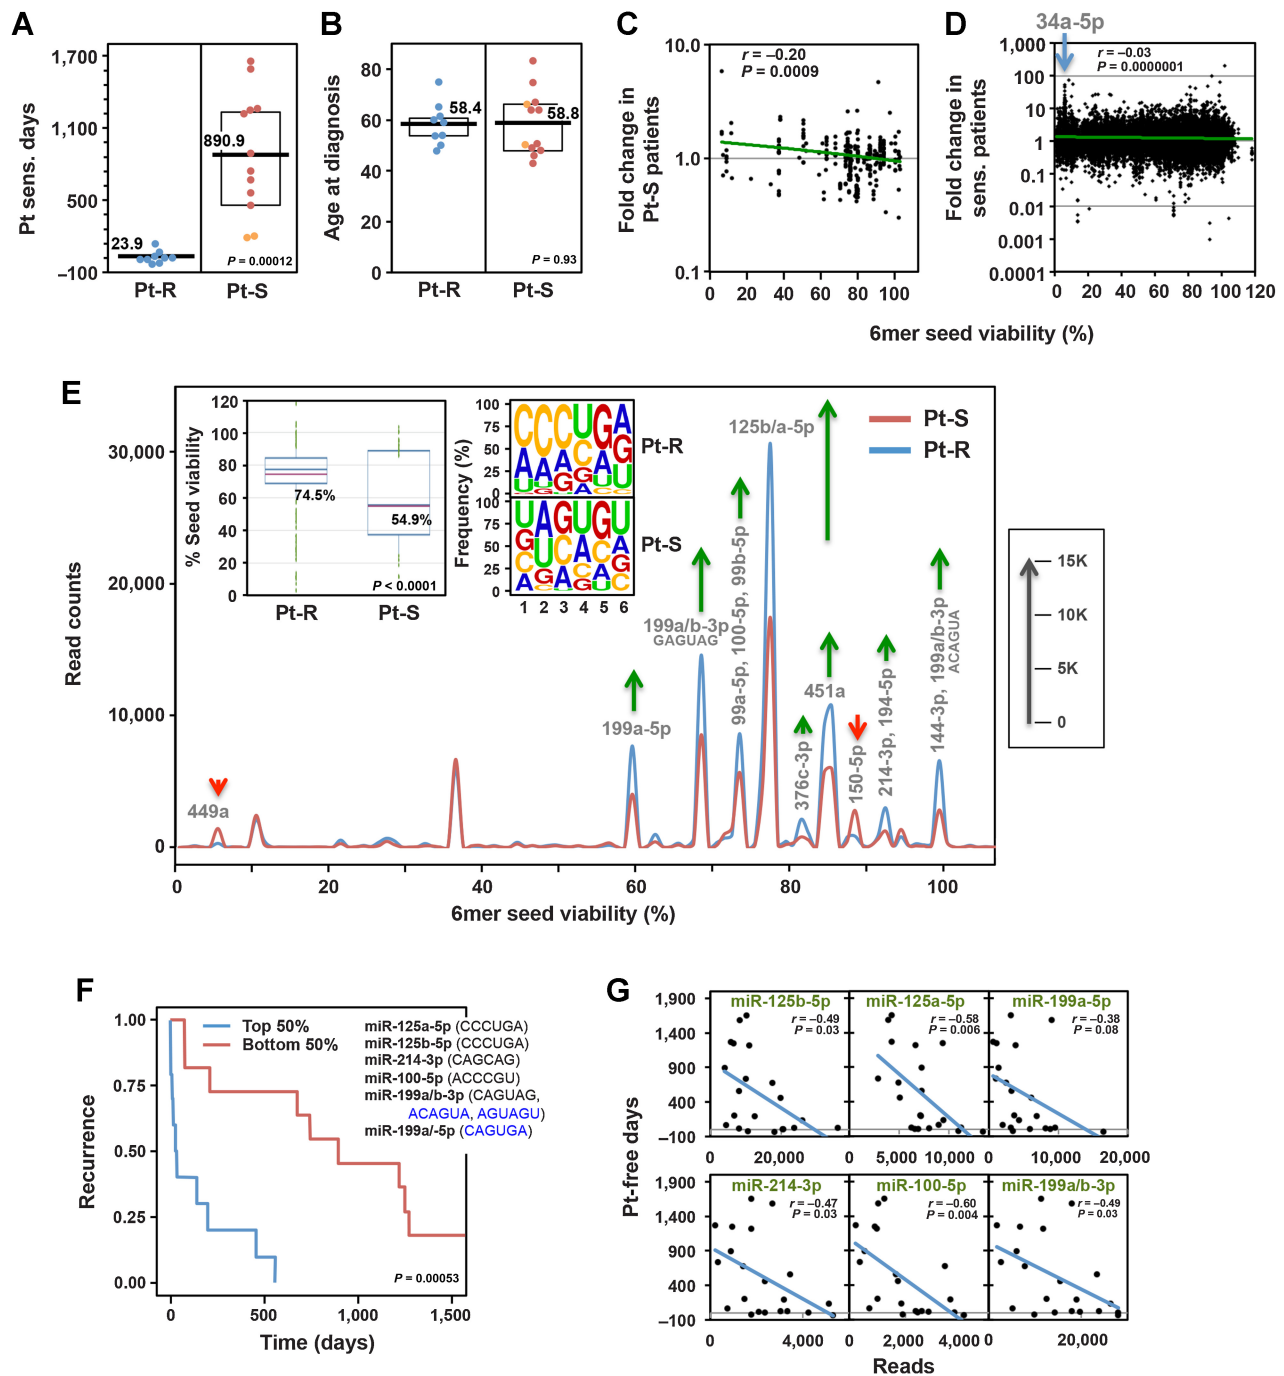 A
Pt sens. days
1,700
1,100
500
–100
890.9
23.9
P = 0.00012
Pt-R
Pt-S
B
Age at diagnosis
80
60
40
20
0
58.4
58.8
P = 0.93
Pt-R
Pt-S
C
Fold change in
Pt-S patients
10.0
1.0
0.1
r = –0.20
P = 0.0009
0 20 40 60 80 100
D
34a-5p
Fold change in
sens. patients
1,000
100
10
1
0.1
0.01
0.001
0.0001
r = –0.03
P = 0.0000001
0 20 40 60 80 100 120
6mer seed viability (%)
E
Read counts
30,000
20,000
10,000
0
% Seed viability
120
100
80
60
40
20
0
74.5%
54.9%
P < 0.0001
Pt-R
Pt-S
Frequency (%)
100
75
50
25
0
100
75
50
25
0
Pt-R
Pt-S
1 2 3 4 5 6
Pt-S
Pt-R
449a
199a-5p
199a/b-3p
GAGUAG
99a-5p, 100-5p, 99b-5p
125b/a-5p
376c-3p
451a
150-5p
214-3p, 194-5p
144-3p, 199a/b-3p
ACAGUA
15K
10K
5K
0
0 20 40 60 80 100
6mer seed viability (%)
F
Recurrence
1.00
0.75
0.50
0.25
0.00
Top 50%
Bottom 50%
miR-125a-5p (CCCUGA)
miR-125b-5p (CCCUGA)
miR-214-3p (CAGCAG)
miR-100-5p (ACCCGU)
miR-199a/b-3p (CAGUAG,
ACAGUA, AGUAGU)
miR-199a/-5p (CAGUGA)
P = 0.00053
0 500 1,000 1,500
Time (days)
G
Pt-free days
1,900
1,400
900
400
–100
miR-125b-5p
r = –0.49
P = 0.03
miR-125a-5p
r = –0.58
P = 0.006
miR-199a-5p
r = –0.38
P = 0.08
0 20,000 0 5,000 10,000 0 10,000 20,000
1,900
1,400
900
400
–100
miR-214-3p
r = –0.47
P = 0.03
miR-100-5p
r = –0.60
P = 0.004
miR-199a/b-3p
r = –0.49
P = 0.03
0 4,000 0 2,000 4,000 0 20,000
Reads